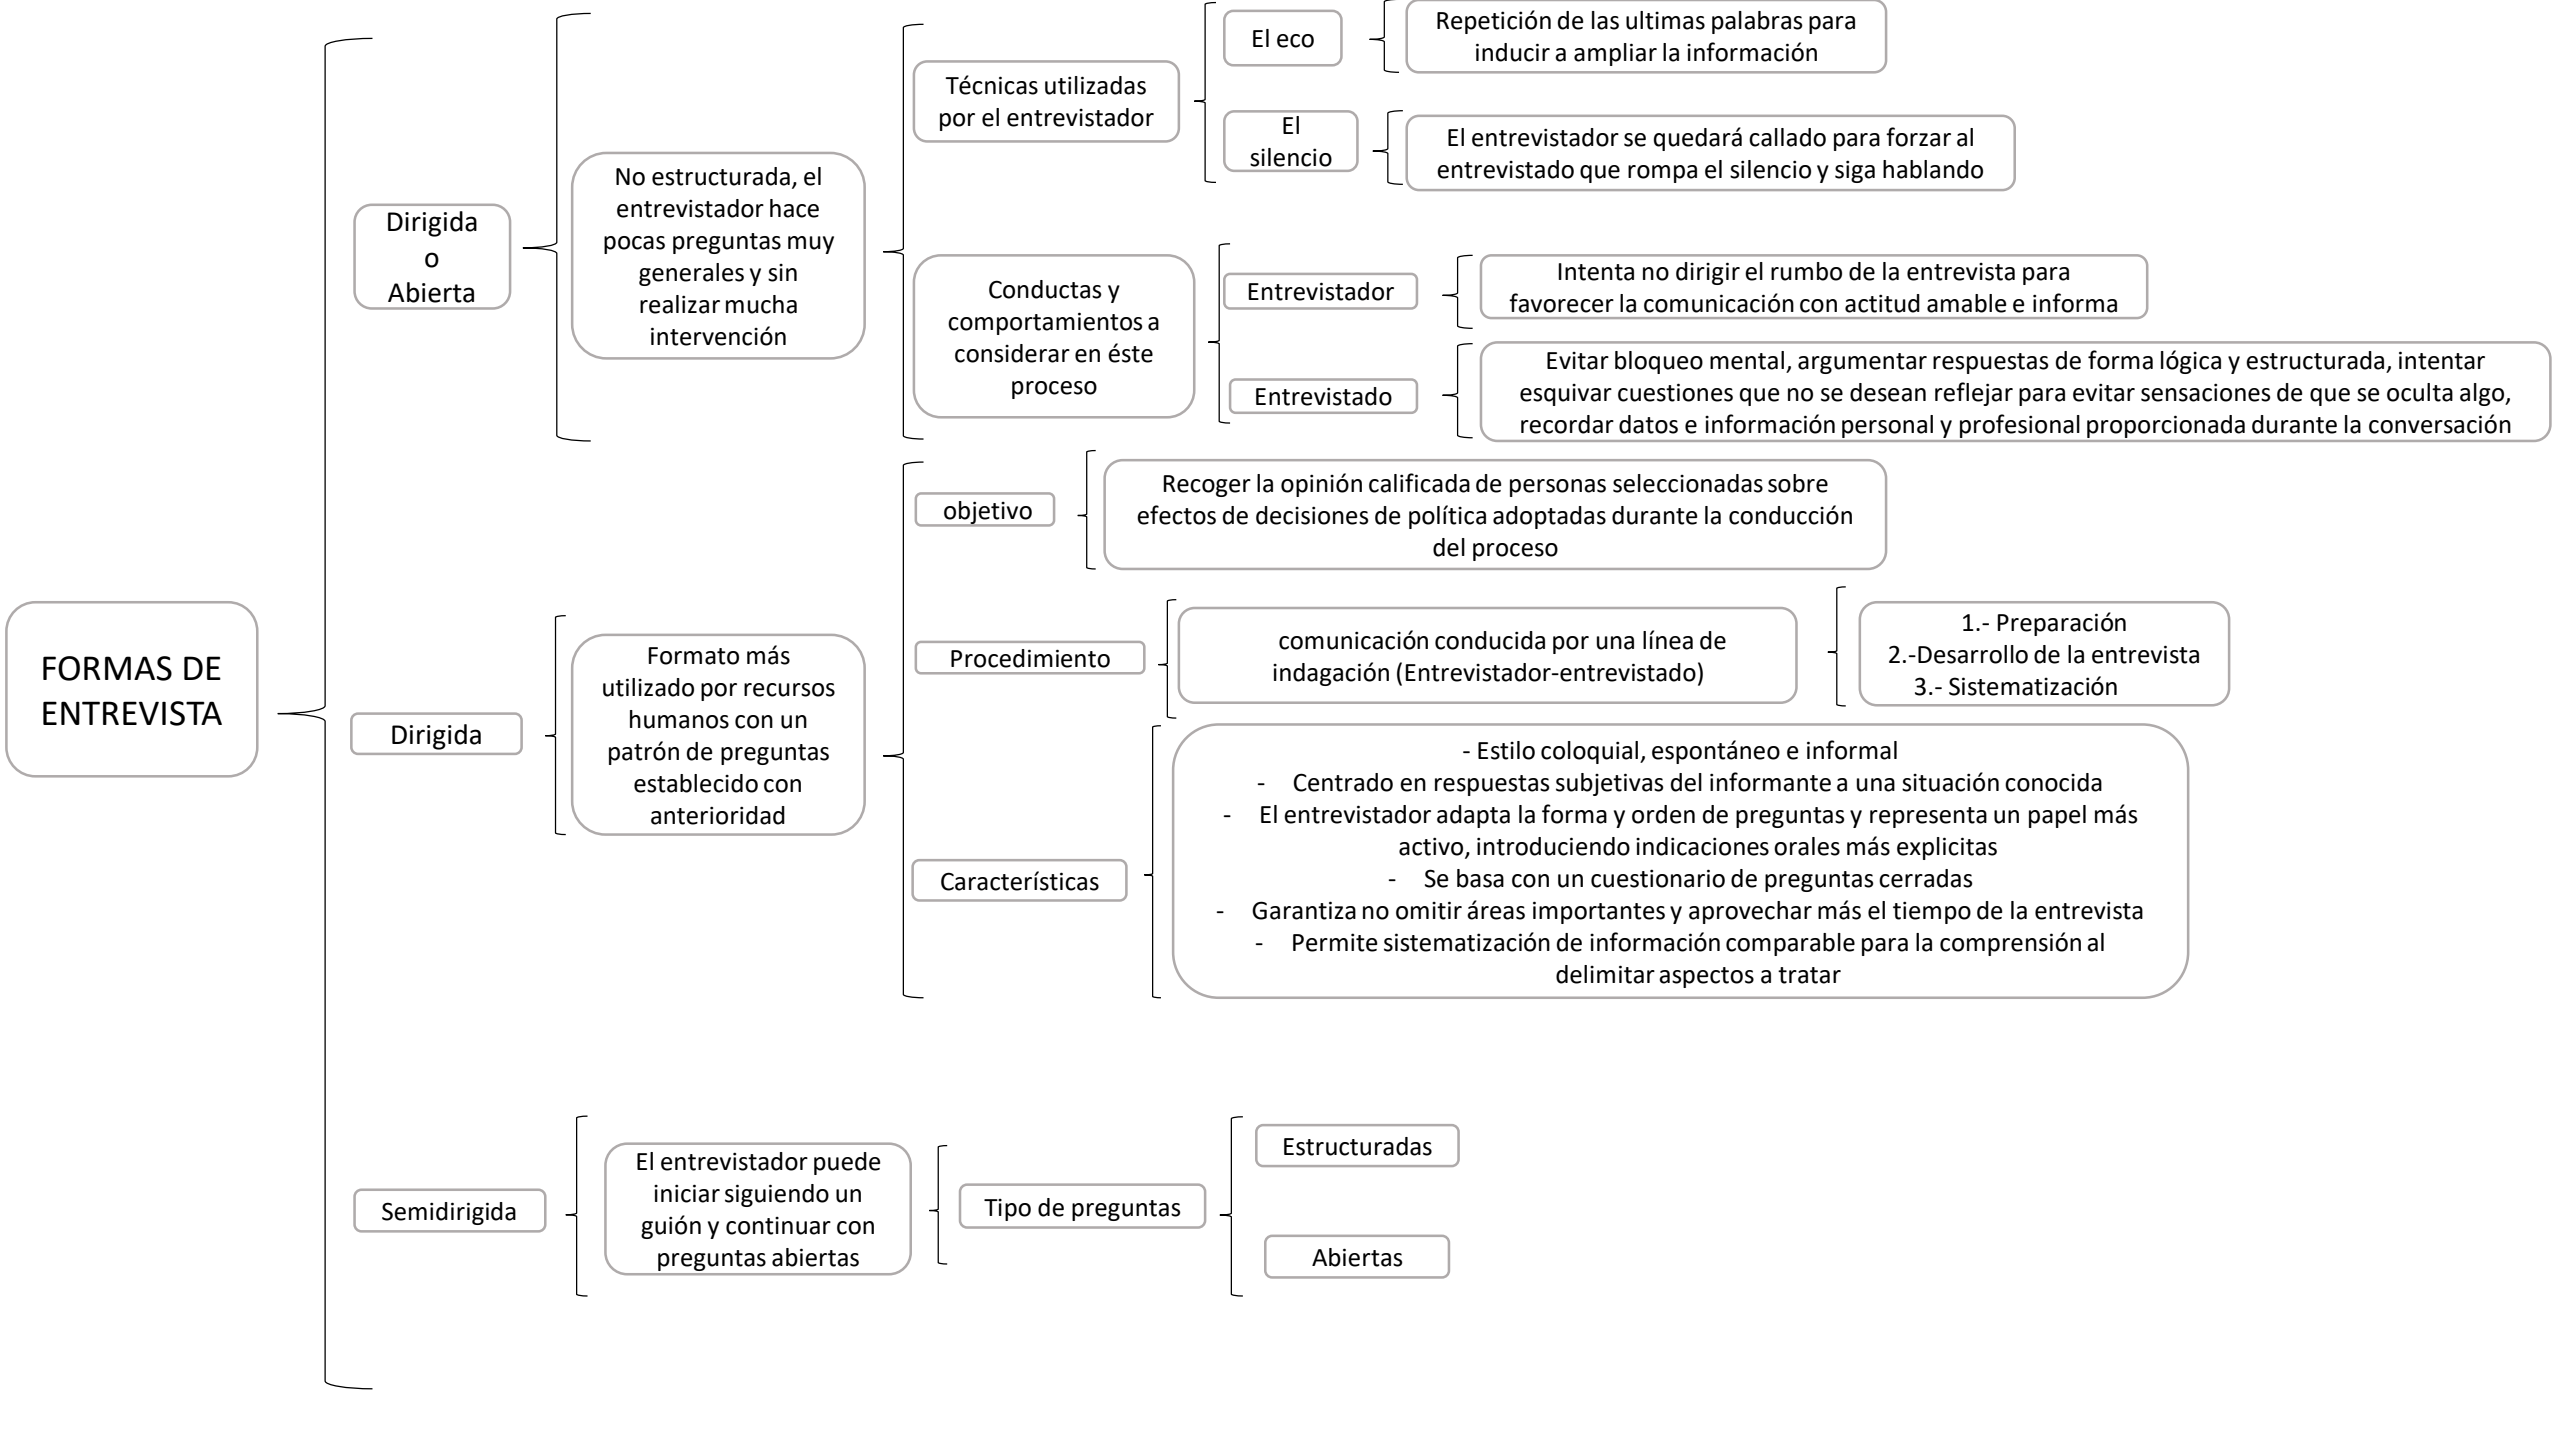 FORMAS DE
ENTREVISTA
Dirigida
o
Abierta
No estructurada, el
entrevistador hace
pocas preguntas muy
generales y sin
realizar mucha
intervención
Técnicas utilizadas
por el entrevistador
El eco
Repetición de las ultimas palabras para
inducir a ampliar la información
El
silencio
El entrevistador se quedará callado para forzar al
entrevistado que rompa el silencio y siga hablando
Conductas y
comportamientos a
considerar en éste
proceso
Entrevistador
Intenta no dirigir el rumbo de la entrevista para
favorecer la comunicación con actitud amable e informa
Entrevistado
Evitar bloqueo mental, argumentar respuestas de forma lógica y estructurada, intentar
esquivar cuestiones que no se desean reflejar para evitar sensaciones de que se oculta algo,
recordar datos e información personal y profesional proporcionada durante la conversación
Dirigida
Formato más
utilizado por recursos
humanos con un
patrón de preguntas
establecido con
anterioridad
objetivo
Recoger la opinión calificada de personas seleccionadas sobre
efectos de decisiones de política adoptadas durante la conducción
del proceso
Procedimiento
comunicación conducida por una línea de
indagación (Entrevistador-entrevistado)
1.- Preparación
2.-Desarrollo de la entrevista
3.- Sistematización
Características
- Estilo coloquial, espontáneo e informal
- Centrado en respuestas subjetivas del informante a una situación conocida
- El entrevistador adapta la forma y orden de preguntas y representa un papel más
activo, introduciendo indicaciones orales más explicitas
- Se basa con un cuestionario de preguntas cerradas
- Garantiza no omitir áreas importantes y aprovechar más el tiempo de la entrevista
- Permite sistematización de información comparable para la comprensión al
delimitar aspectos a tratar
Semidirigida
El entrevistador puede
iniciar siguiendo un
guión y continuar con
preguntas abiertas
Tipo de preguntas
Estructuradas
Abiertas